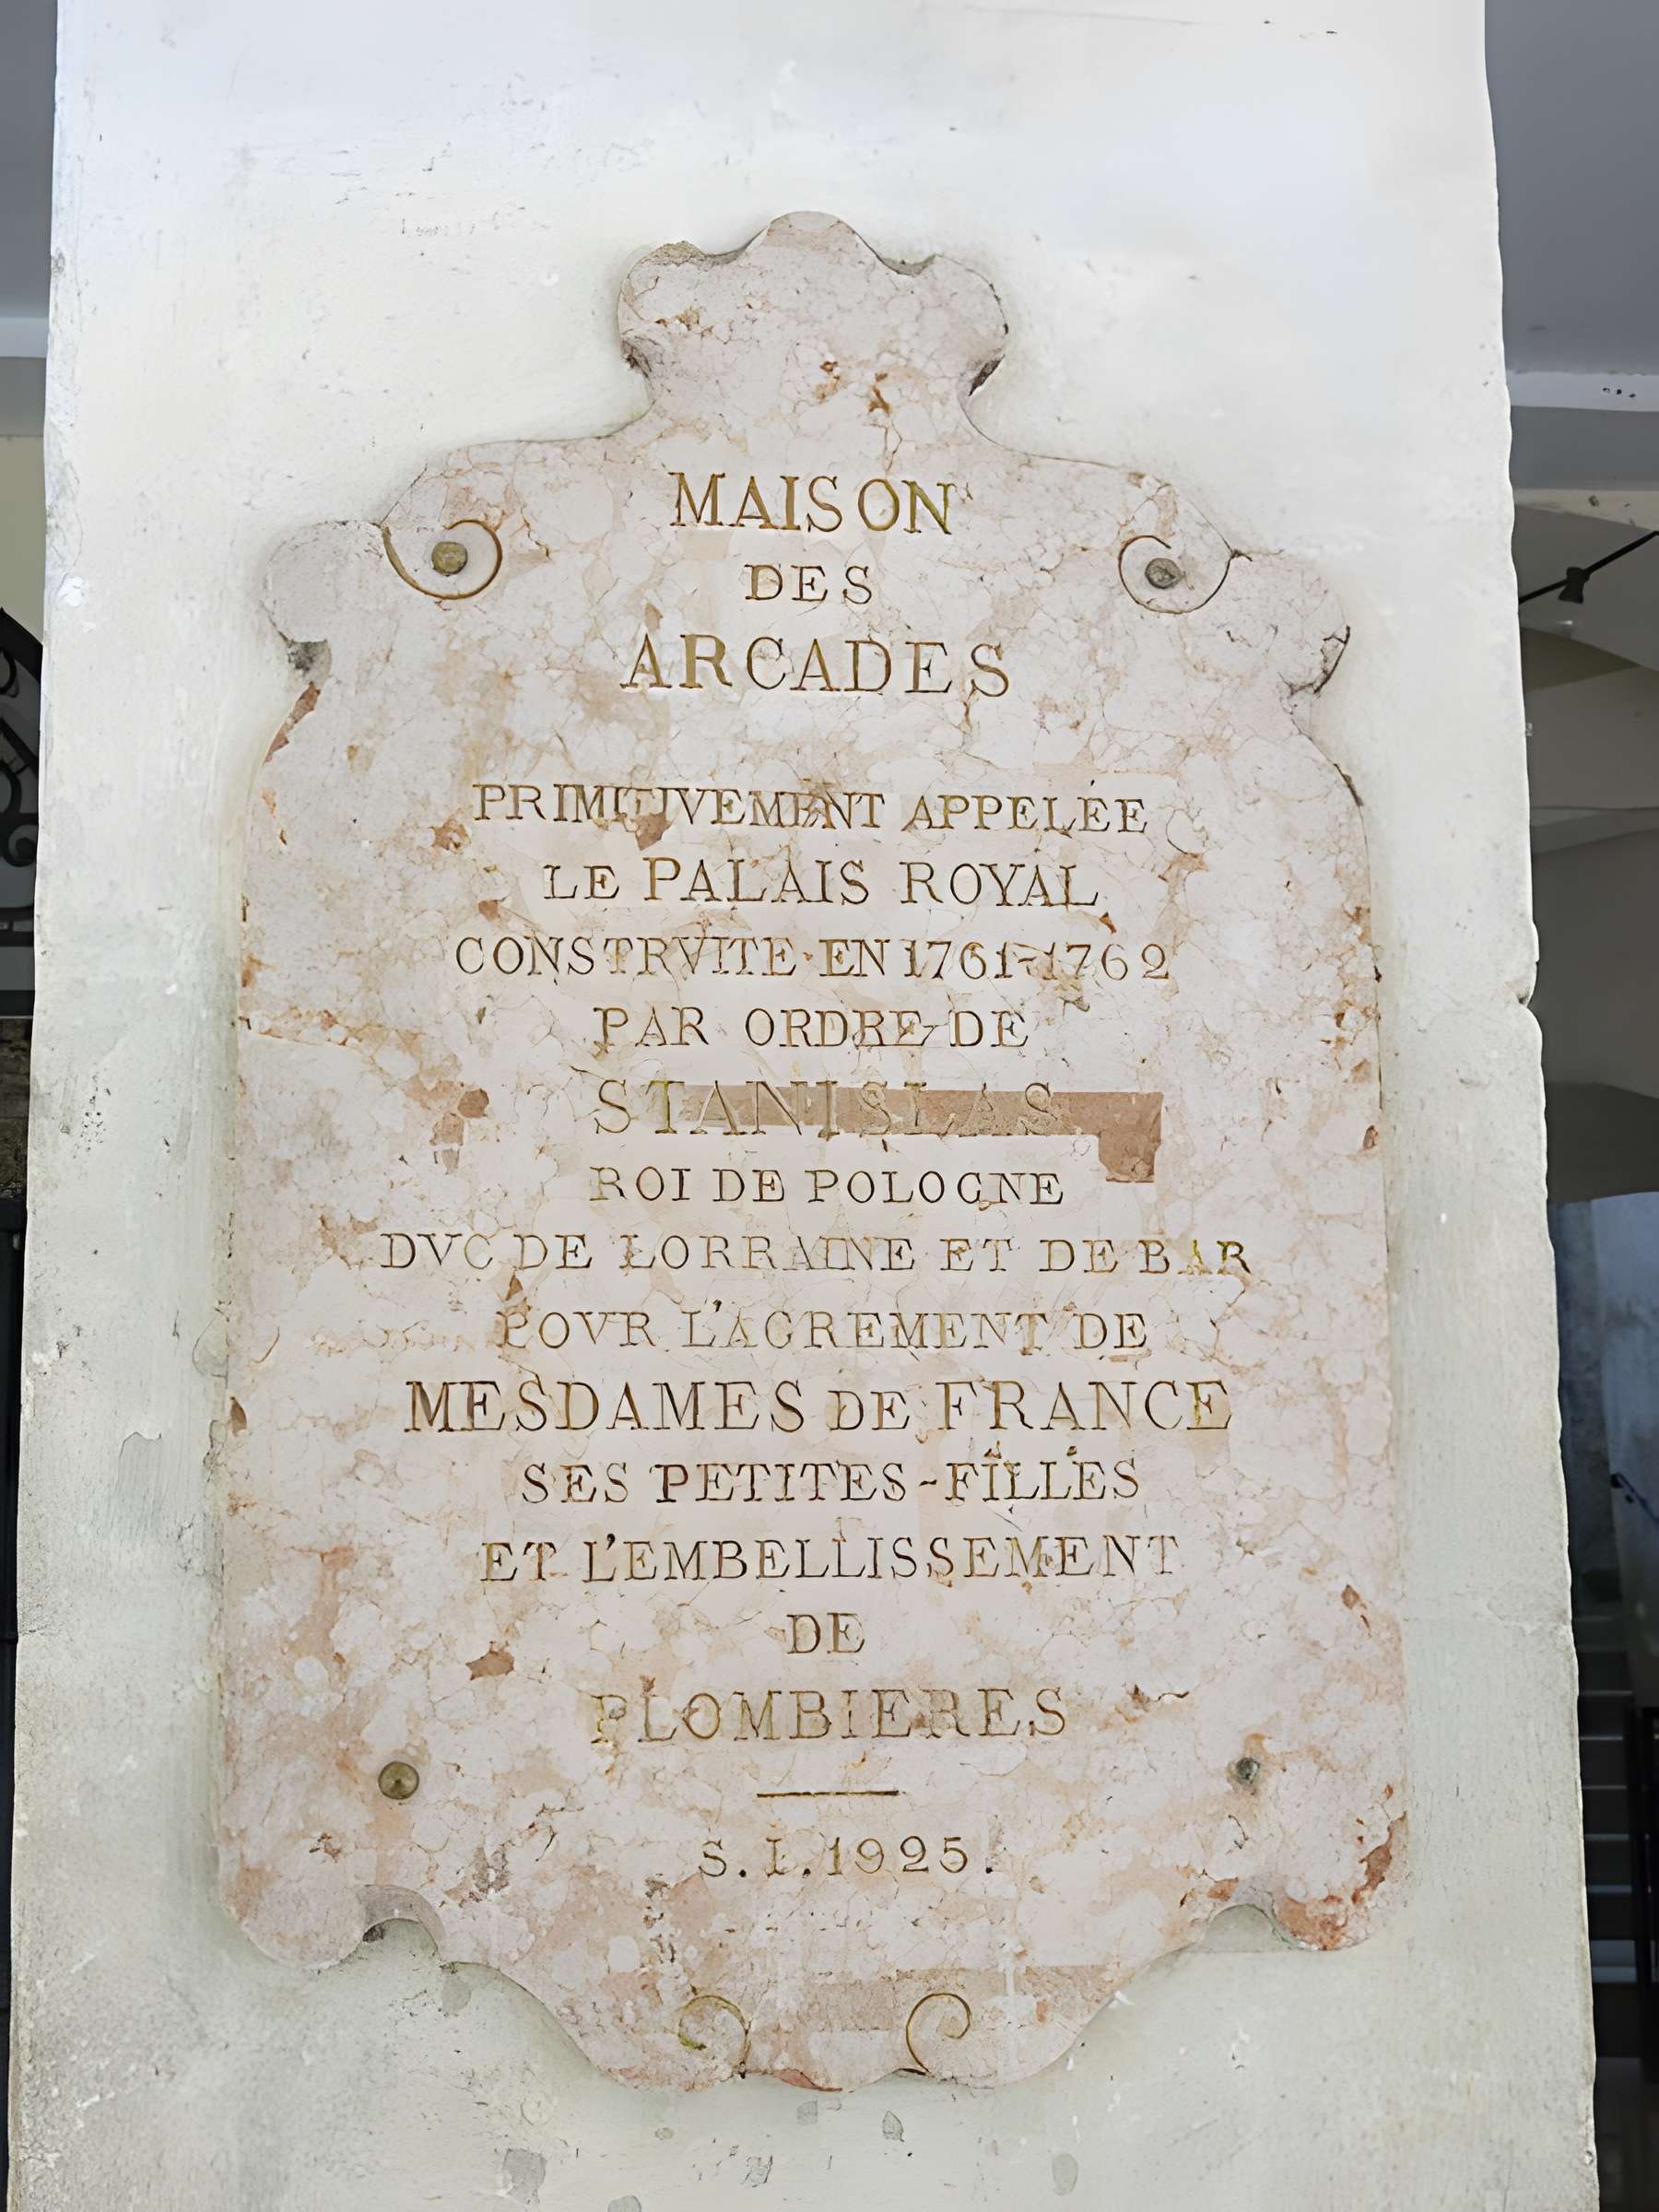 MAISON
DES
ARCADES
PRIMITIVEMENT APPELÉE
LE PALAIS ROYAL
CONSTRVITE EN 1761-1762
PAR ORDRE DE
STANISLAS
ROI DE POLOGNE
DVC DE LORRAINE ET DE BAR
POVR L'AGREMENT DE
MESDAMES DE FRANCE
SES PETITES-FILLES
ET L'EMBELLISSEMENT
DE
PLOMBIERES
S. I. 1925.